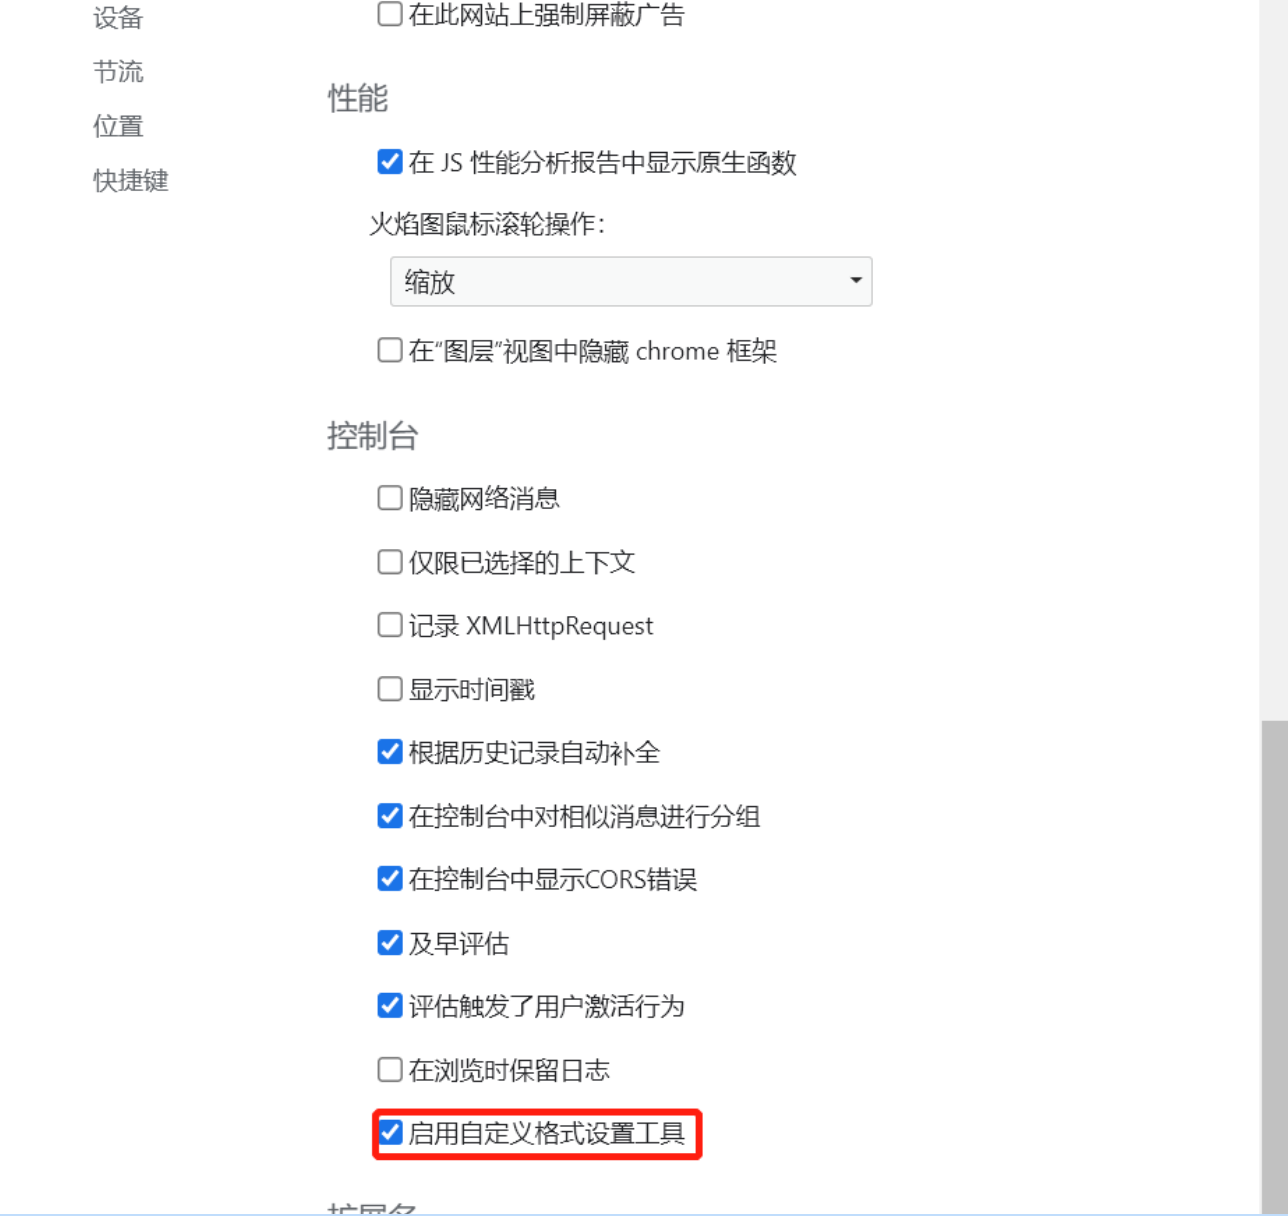 设备
节流
位置
快捷键
在此网站上强制屏蔽广告
性能
在 JS 性能分析报告中显示原生函数
火焰图鼠标滚轮操作：
缩放
在“图层”视图中隐藏 chrome 框架
控制台
隐藏网络消息
仅限已选择的上下文
记录 XMLHttpRequest
显示时间戳
根据历史记录自动补全
在控制台中对相似消息进行分组
在控制台中显示CORS错误
及早评估
评估触发了用户激活行为
在浏览时保留日志
启用自定义格式设置工具
扩展名